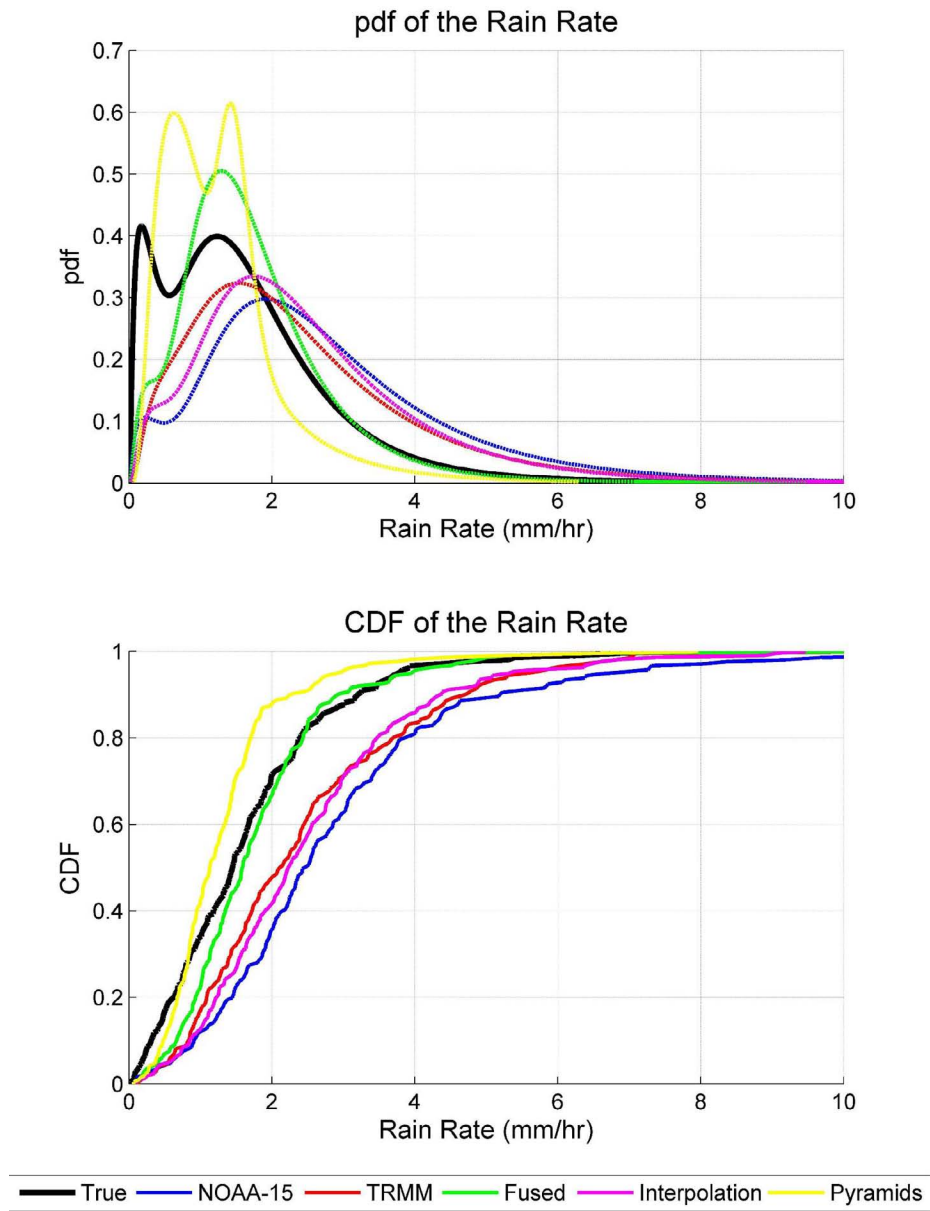 pdf of the Rain Rate
0.7
0.6
0.5
0.4
0.3
0.2
0.1
0
pdf
0 2 4 6 8 10
Rain Rate (mm/hr)
CDF of the Rain Rate
1
0.8
0.6
0.4
0.2
0
CDF
0 2 4 6 8 10
Rain Rate (mm/hr)
True NOAA-15 TRMM Fused Interpolation Pyramids